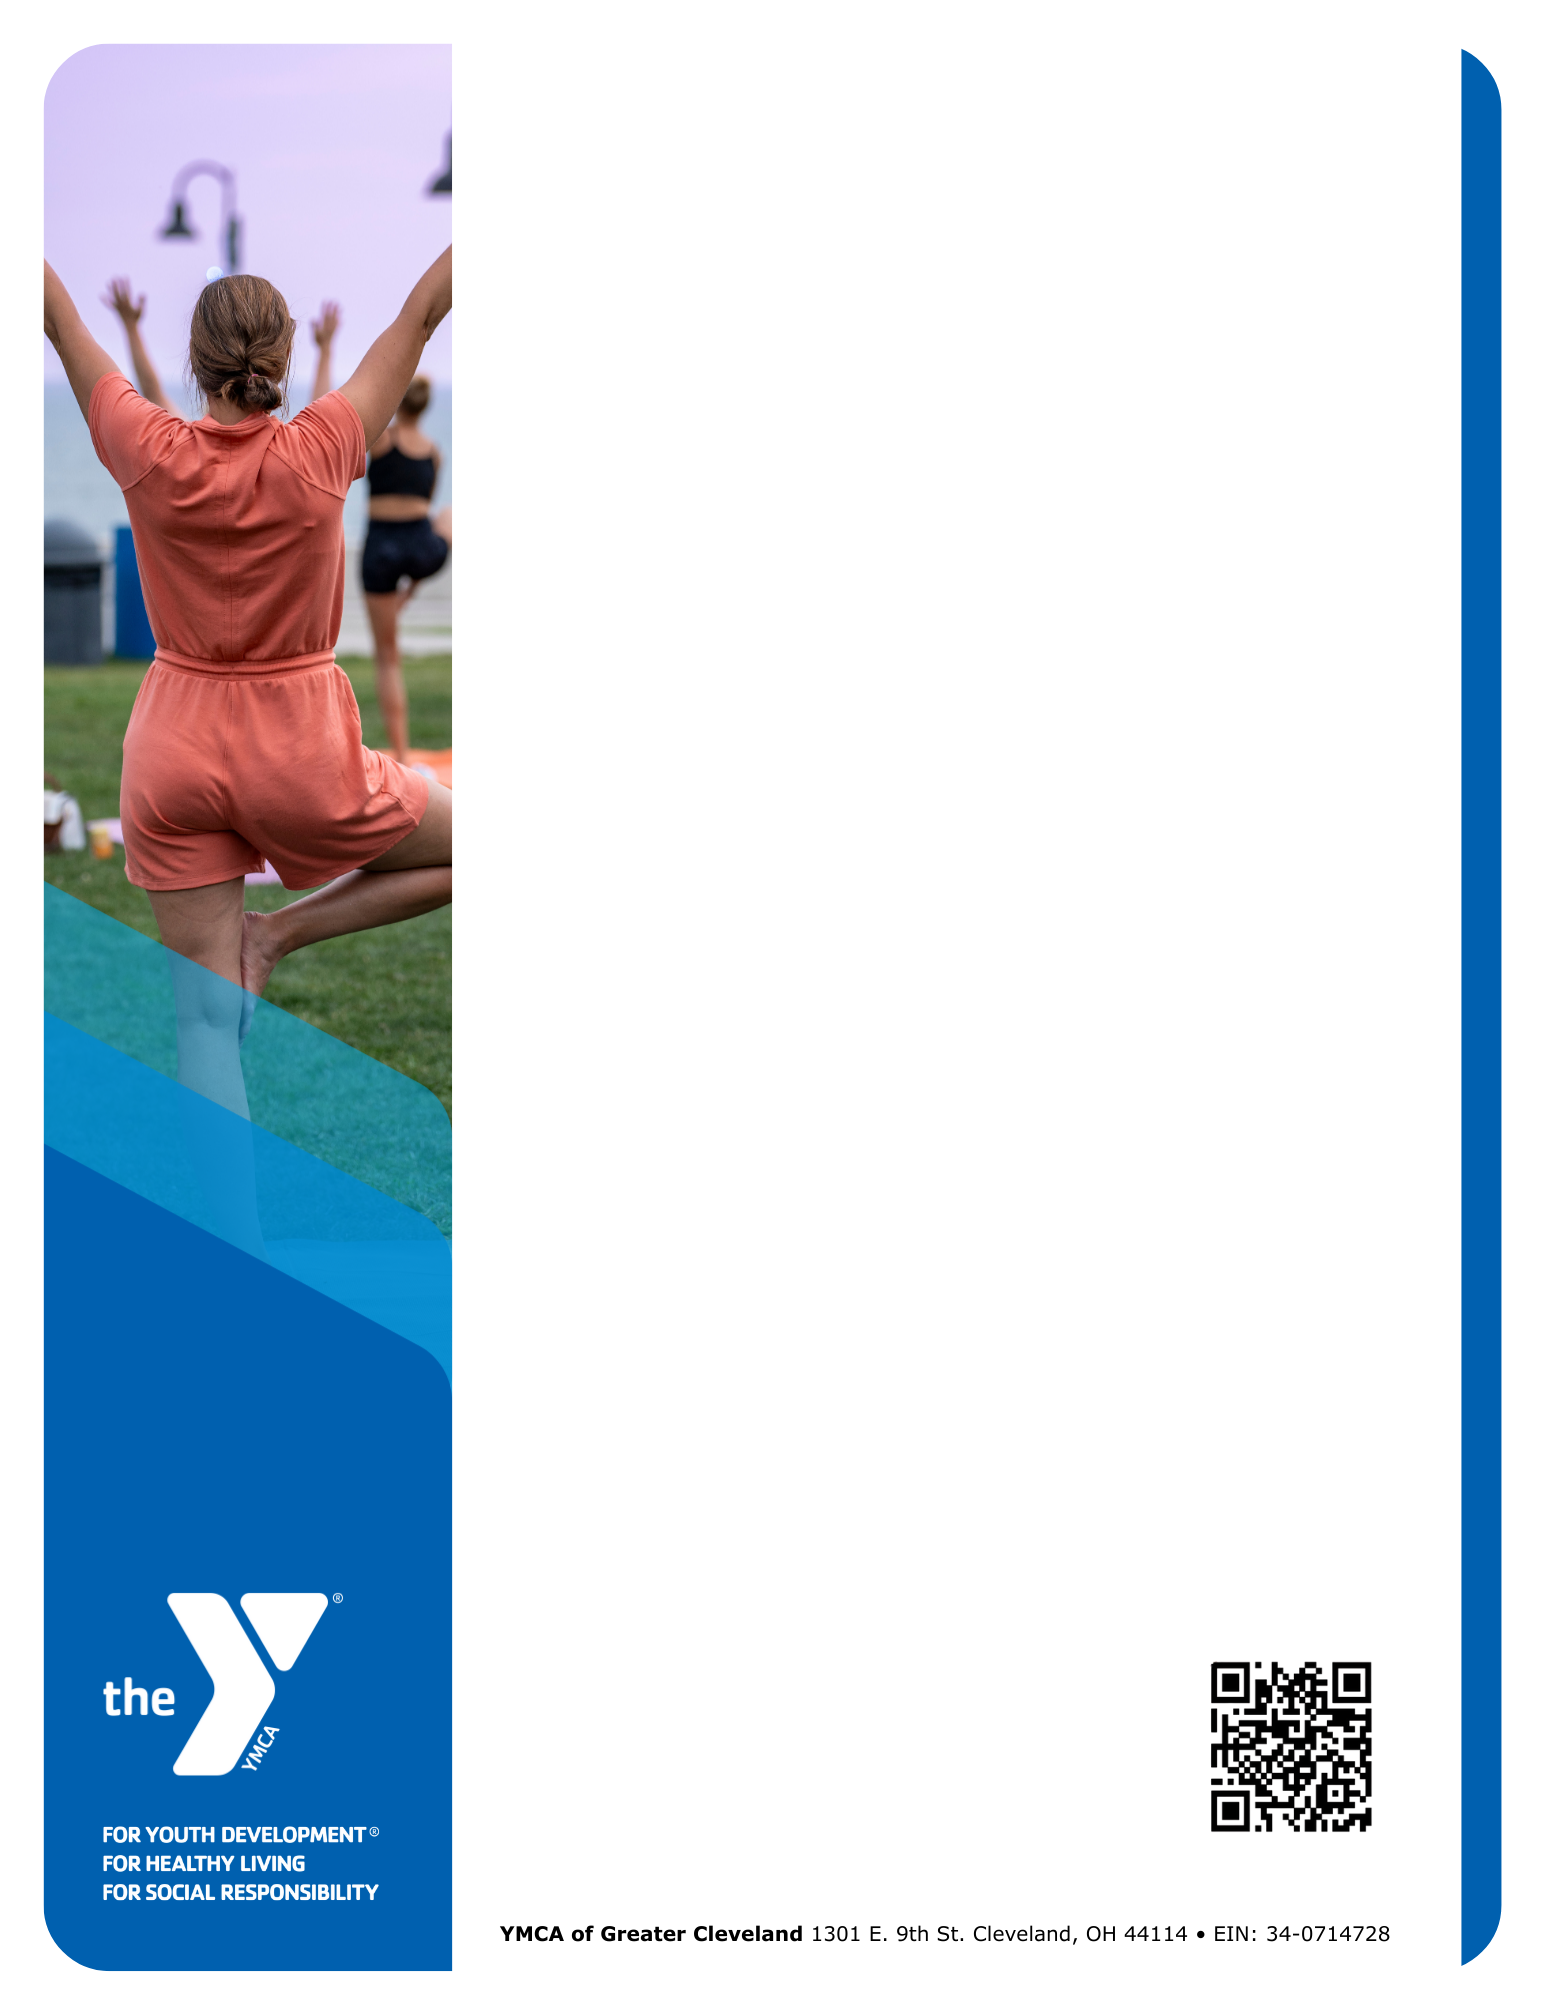 the
YMCA
®
FOR YOUTH DEVELOPMENT®
FOR HEALTHY LIVING
FOR SOCIAL RESPONSIBILITY
YMCA of Greater Cleveland 1301 E. 9th St. Cleveland, OH 44114 • EIN: 34-0714728